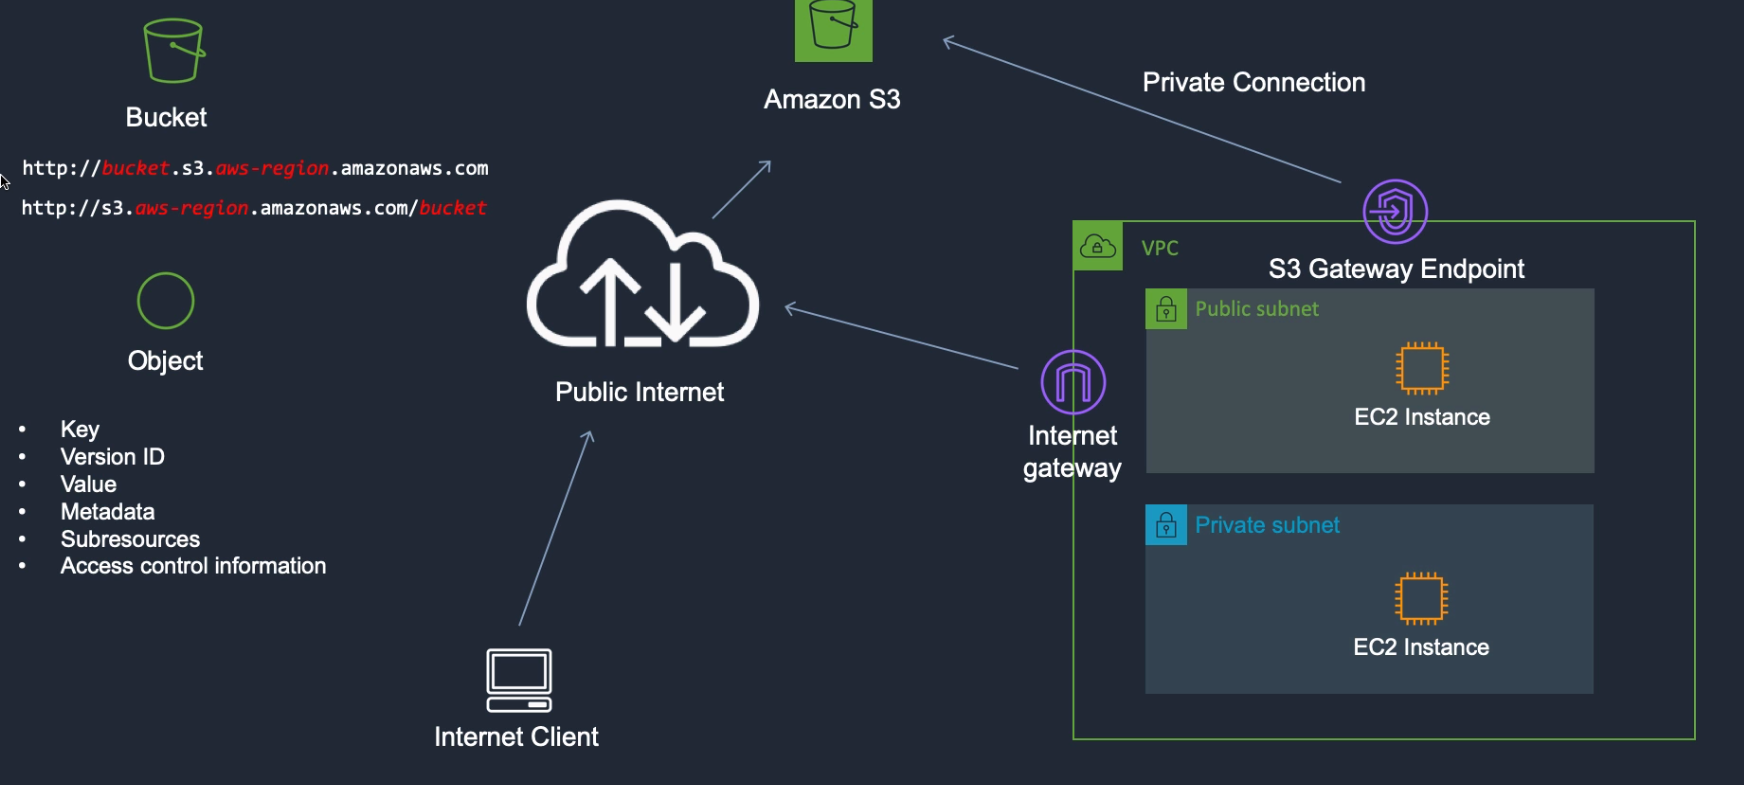 Bucket
http://bucket.s3.aws-region.amazonaws.com
http://s3.aws-region.amazonaws.com/bucket
Object
• Key
• Version ID
• Value
• Metadata
• Subresources
• Access control information
Amazon S3
Public Internet
Internet Client
Private Connection
VPC
S3 Gateway Endpoint
Public subnet
EC2 Instance
Internet
gateway
Private subnet
EC2 Instance